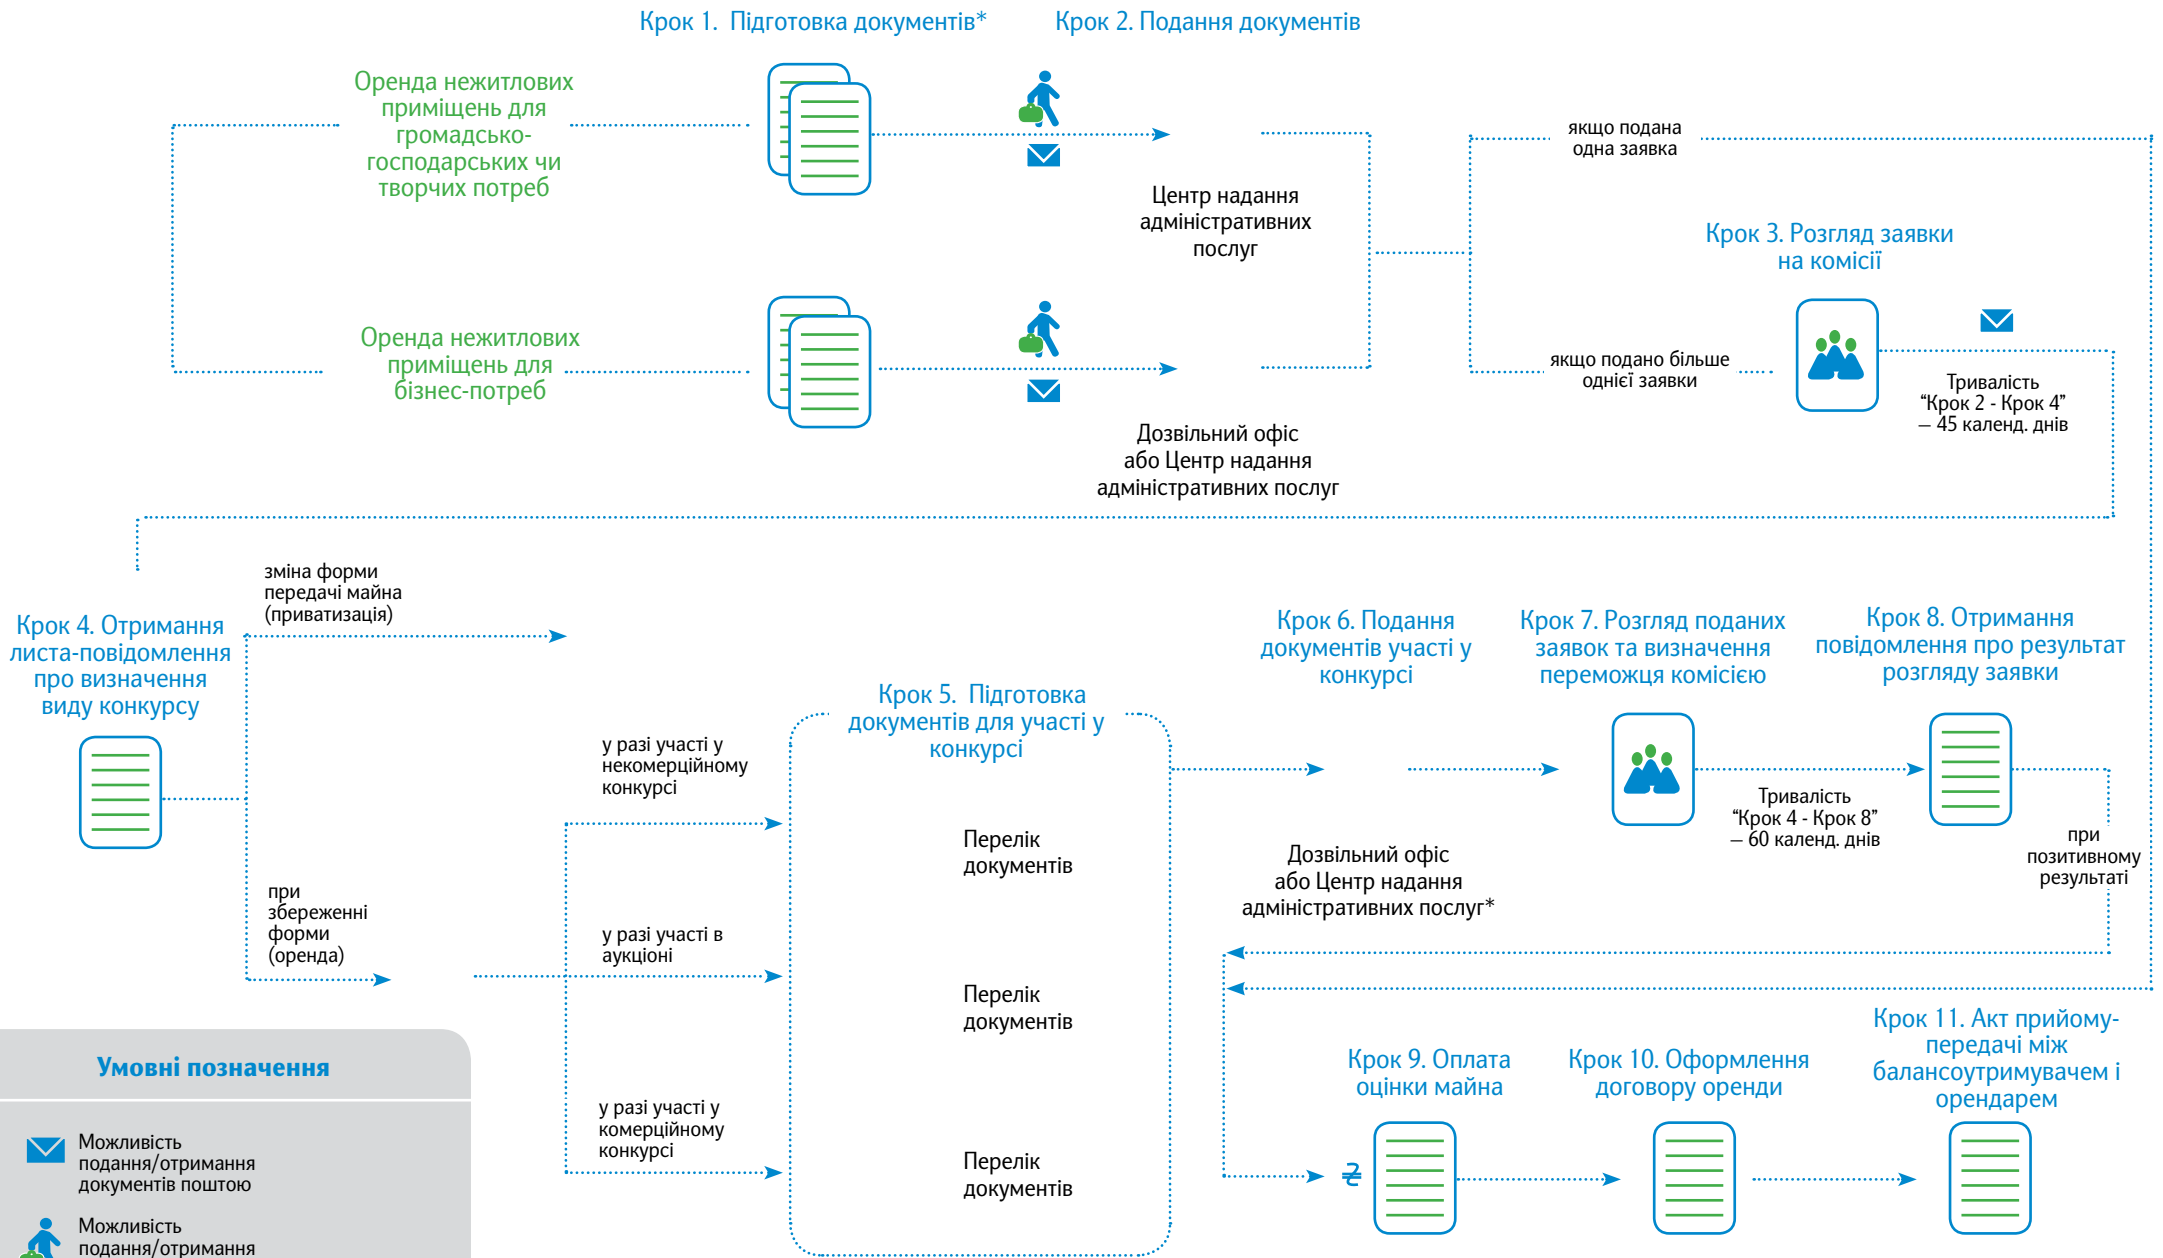 Крок 1. Підготовка документів*
Крок 2. Подання документів
Оренда нежитлових
приміщень для
громадсько-
господарських чи
творчих потреб
Центр надання
адміністративних
послуг
якщо подана
одна заявка
Крок 3. Розгляд заявки
на комісії
Оренда нежитлових
приміщень для
бізнес-потреб
Дозвільний офіс
або Центр надання
адміністративних послуг
якщо подано більше
однієї заявки
Тривалість
“Крок 2 - Крок 4”
– 45 календ. днів
Крок 4. Отримання
листа-повідомлення
про визначення
виду конкурсу
зміна форми
передачі майна
(приватизація)
при
збереженні
форми
(оренда)
у разі участі у
некомерційному
конкурсі
у разі участі в
аукціоні
у разі участі у
комерційному
конкурсі
Крок 5. Підготовка
документів для участі у
конкурсі
Перелік
документів
Перелік
документів
Перелік
документів
Крок 6. Подання
документів участі у
конкурсі
Дозвільний офіс
або Центр надання
адміністративних послуг*
Крок 7. Розгляд поданих
заявок та визначення
переможця комісією
Тривалість
“Крок 4 - Крок 8”
– 60 календ. днів
Крок 8. Отримання
повідомлення про результат
розгляду заявки
при
позитивному
результаті
Крок 9. Оплата
оцінки майна
₴
Крок 10. Оформлення
договору оренди
Крок 11. Акт прийому-
передачі між
балансоутримувачем і
орендарем
Умовні позначення
Можливість
подання/отримання
документів поштою
Можливість
подання/отримання